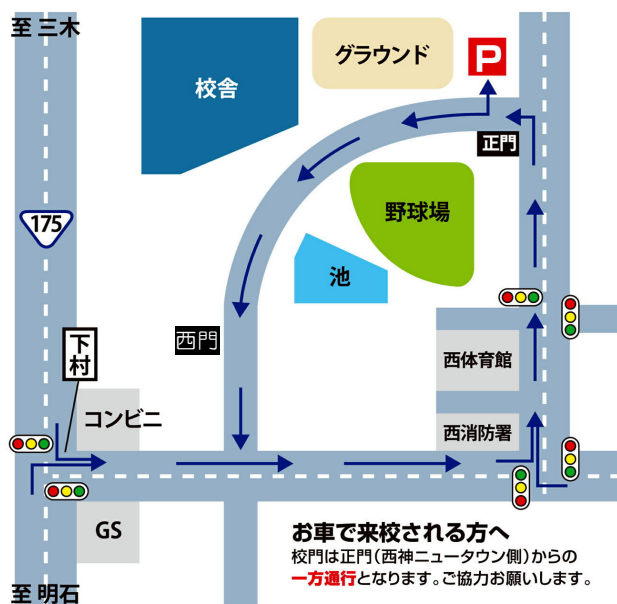 至 三木
グラウンド
P
校舎
正門
野球場
175
池
西門
下村
西体育館
コンビニ
西消防署
GS
お車で来校される方へ
校門は正門(西神ニュータウン側)からの
一方通行となります。ご協力お願いします。
至 明石